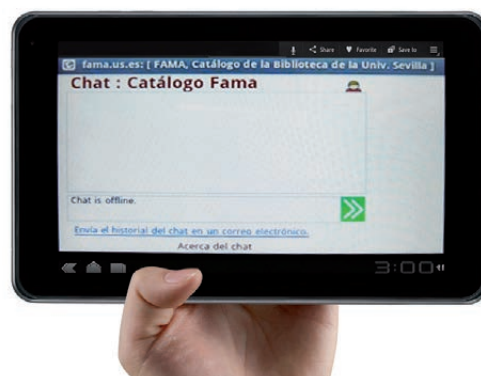 Share Favorite Save to
fama.us.es: [ FAMA, Catálogo de la Biblioteca de la Univ. Sevilla ]
Chat : Catálogo Fama
Chat is offline.
Envía el historial del chat en un correo electrónico.
Acerca del chat
3:00